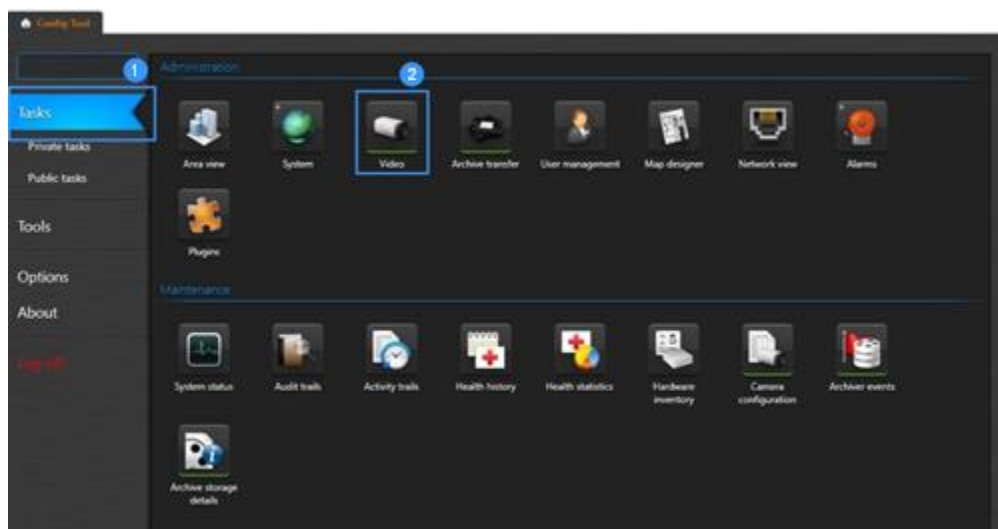 Config Tool
1
Administration
2
Tasks
Area view
System
Video
Archive transfer
User management
Map designer
Network view
Alarms
Private tasks
Public tasks
Plugins
Tools
Options
Maintenance
About
Log off
System status
Audit trails
Activity trails
Health history
Health statistics
Hardware
inventory
Camera
configuration
Archiver events
Archive storage
details